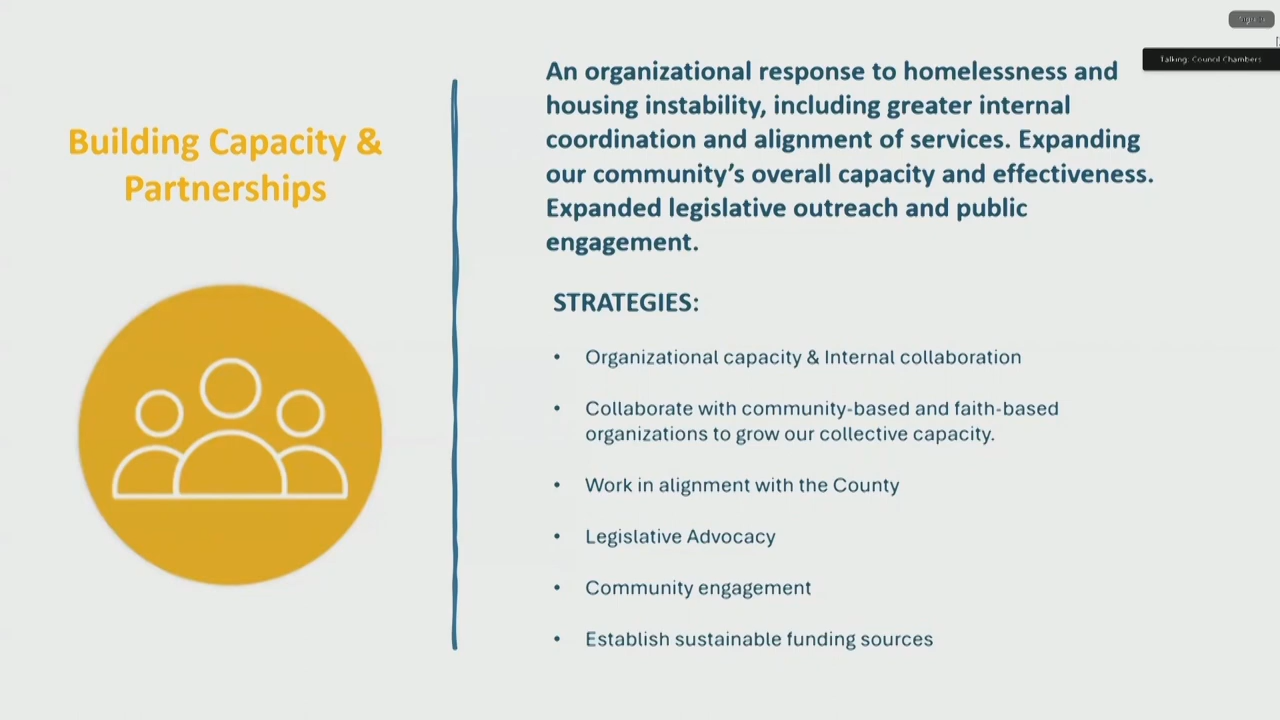 Sign in
Talking: Council Chambers
Building Capacity &
Partnerships
An organizational response to homelessness and
housing instability, including greater internal
coordination and alignment of services. Expanding
our community’s overall capacity and effectiveness.
Expanded legislative outreach and public
engagement.
STRATEGIES:
• Organizational capacity & Internal collaboration
• Collaborate with community-based and faith-based
organizations to grow our collective capacity.
• Work in alignment with the County
• Legislative Advocacy
• Community engagement
• Establish sustainable funding sources